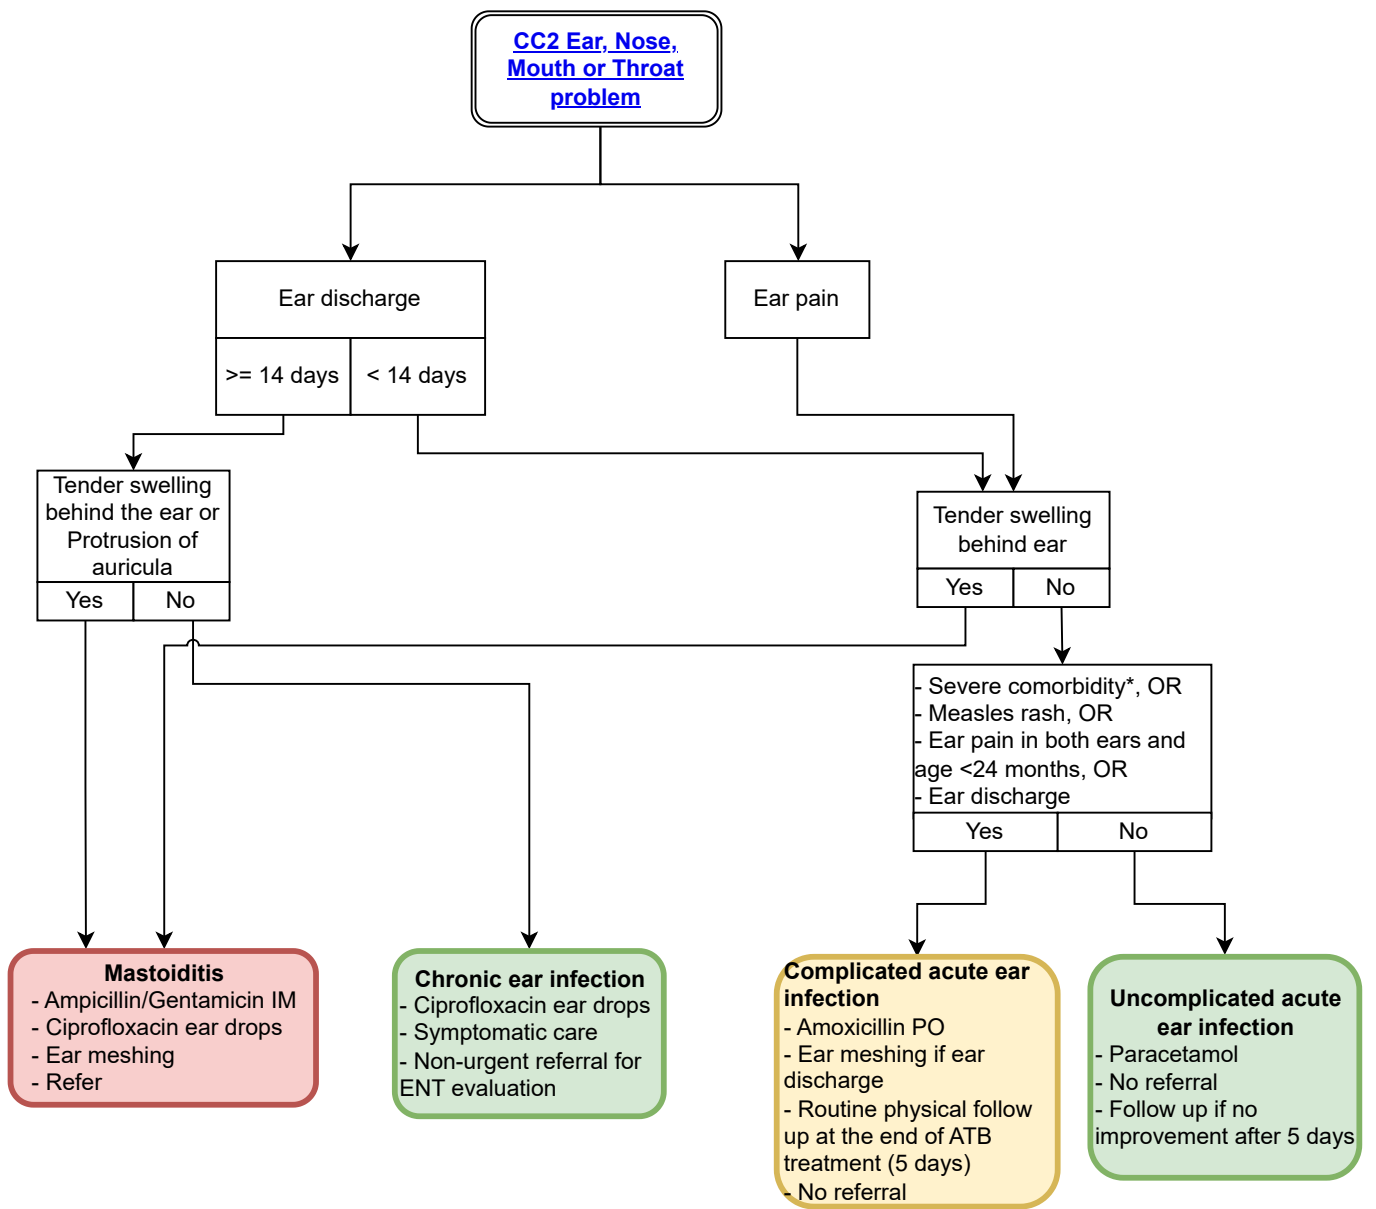 CC2 Ear, Nose,
Mouth or Throat
problem
Ear discharge
>= 14 days
< 14 days
Ear pain
Tender swelling
behind the ear or
Protrusion of
auricula
Yes
No
Tender swelling
behind ear
Yes
No
- Severe comorbidity*, OR
- Measles rash, OR
- Ear pain in both ears and
age <24 months, OR
- Ear discharge
Yes
No
Mastoiditis
- Ampicillin/Gentamicin IM
- Ciprofloxacin ear drops
- Ear meshing
- Refer
Chronic ear infection
- Ciprofloxacin ear drops
- Symptomatic care
- Non-urgent referral for
ENT evaluation
Complicated acute ear
infection
- Amoxicillin PO
- Ear meshing if ear
discharge
- Routine physical follow
up at the end of ATB
treatment (5 days)
- No referral
Uncomplicated acute
ear infection
- Paracetamol
- No referral
- Follow up if no
improvement after 5 days